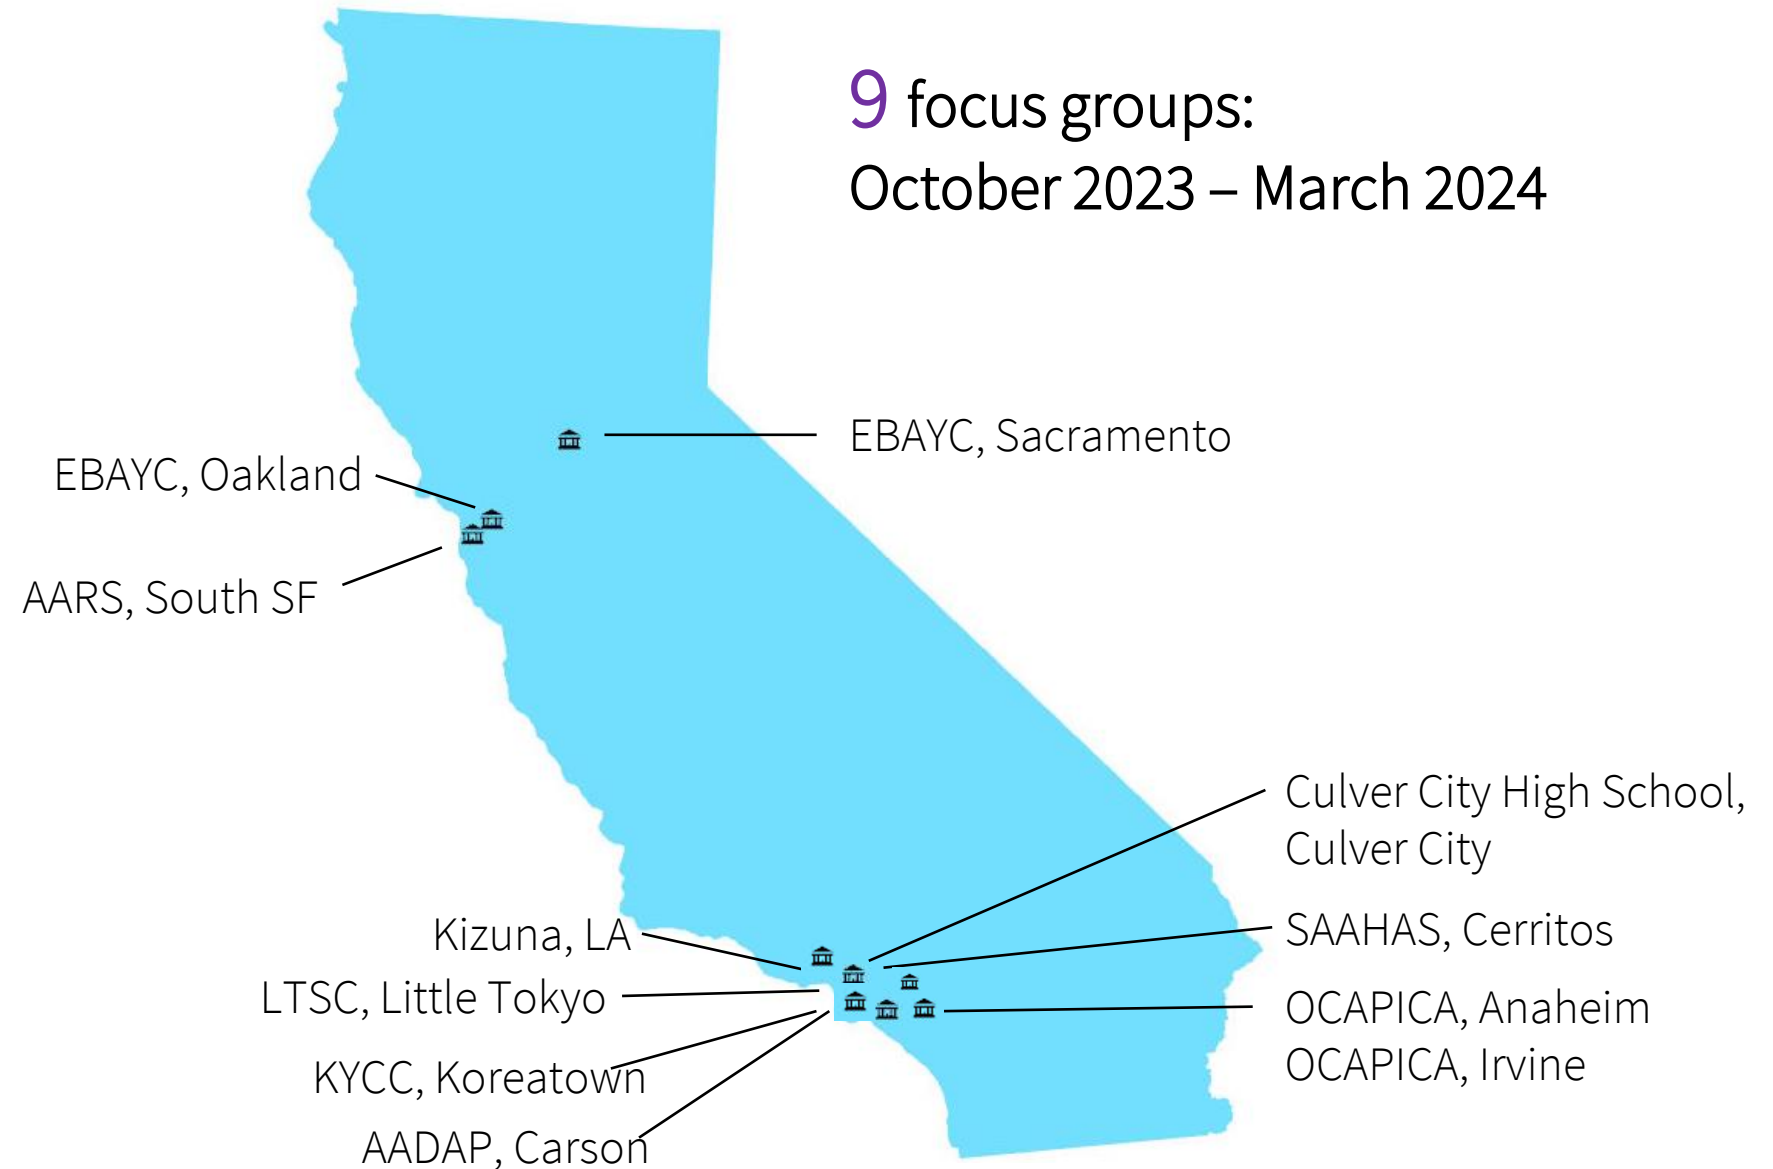 9 focus groups:
October 2023 – March 2024
EBAYC, Sacramento
EBAYC, Oakland
AARS, South SF
Culver City High School,
Culver City
Kizuna, LA
SAAHAS, Cerritos
LTSC, Little Tokyo
OCAPICA, Anaheim
OCAPICA, Irvine
KYCC, Koreatown
AADAP, Carson